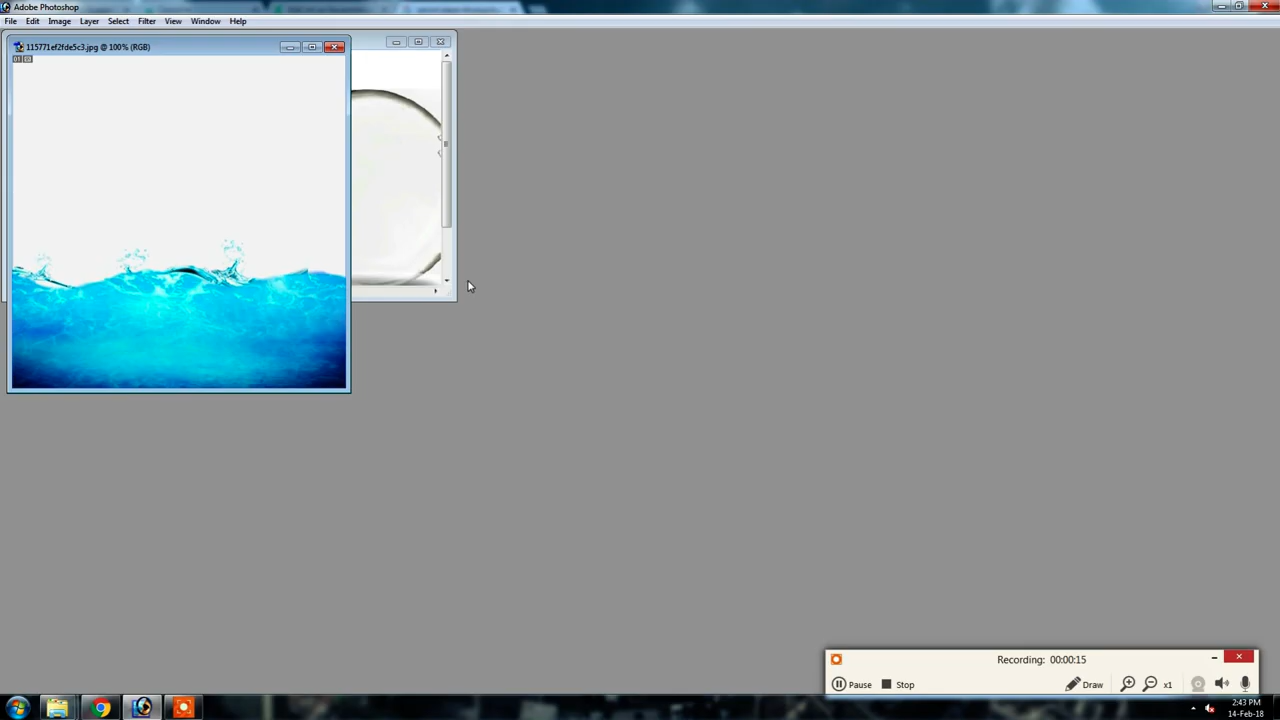 Adobe Photoshop
File Edit Image Layer Select Filter View Window Help
115771ef2fde5c3.jpg @ 100% (RGB)
Recording: 00:00:15
Pause Stop Draw x1
2:43 PM
14-Feb-18